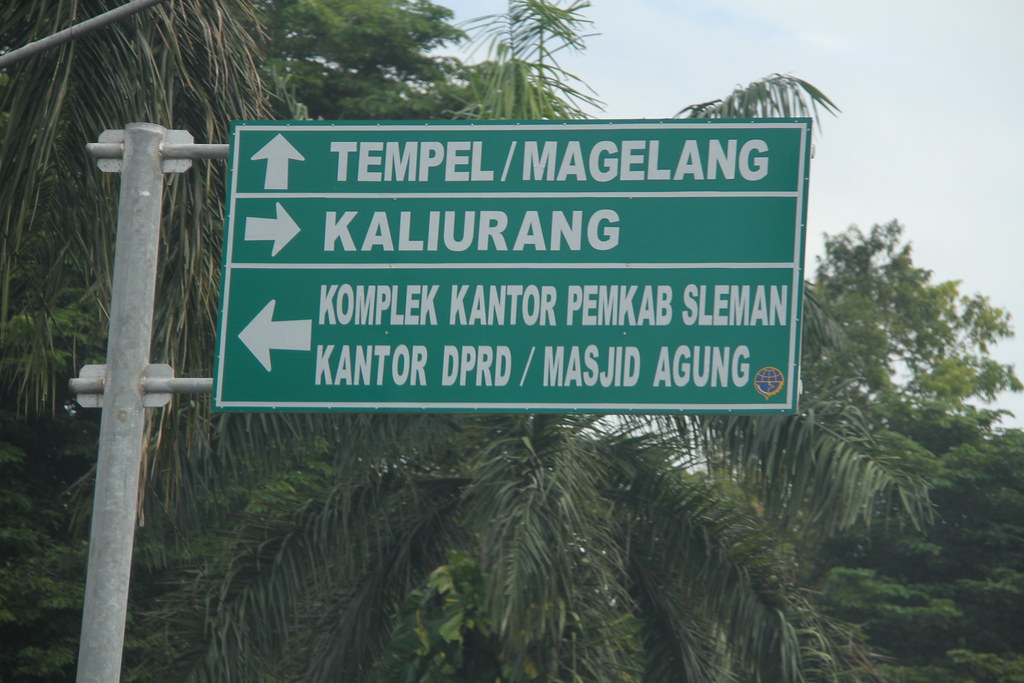 TEMPEL/MAGELANG
KALIURANG
KOMPLEK KANTOR PEMKAB SLEMAN
KANTOR DPRD / MASJID AGUNG